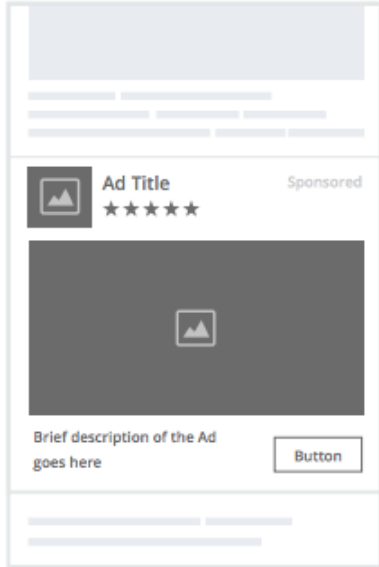 Ad Title
Sponsored
Brief description of the Ad
goes here
Button